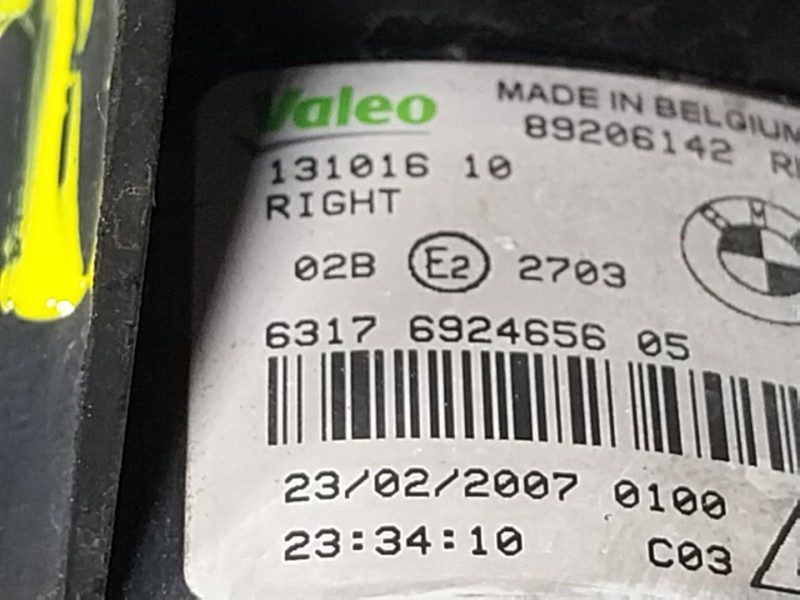 Valeo
MADE IN BELGIUM
89206142
131016 10
RIGHT
BM
02B E2 2703
6317 6924656 05
23/02/2007 0100
23:34:10 C03